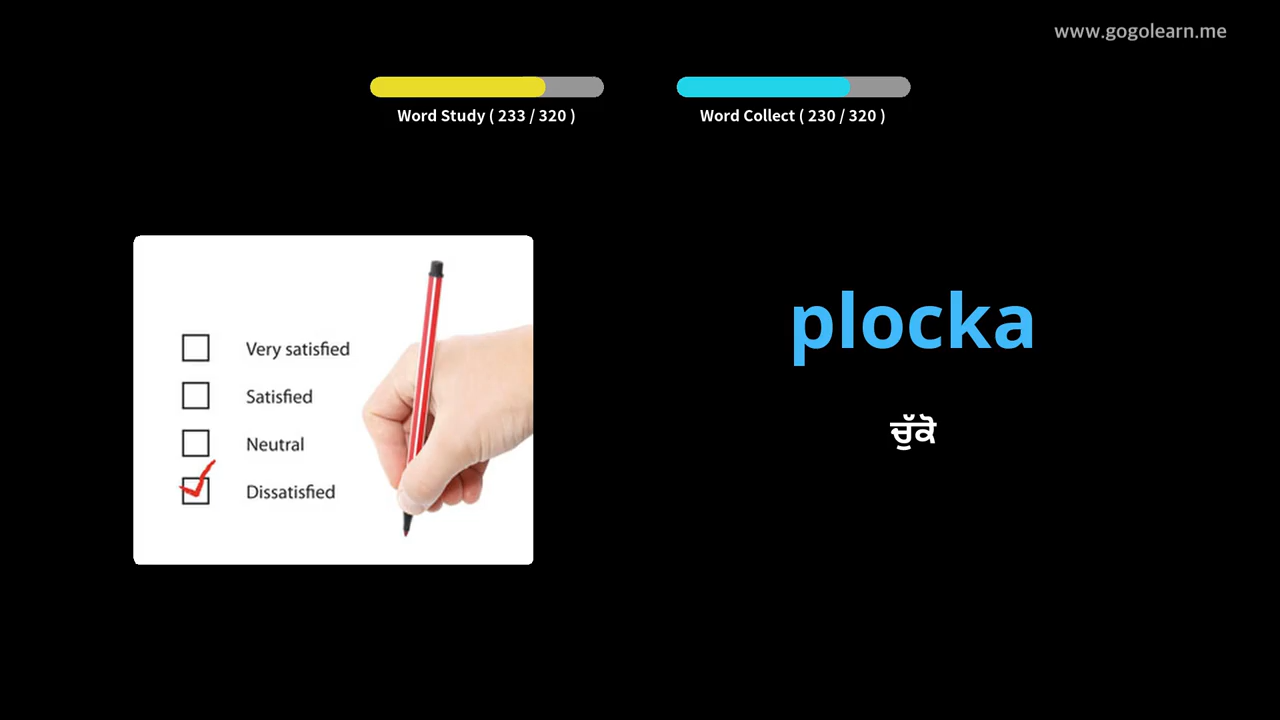 www.gogolearn.me
Word Study ( 233 / 320 )
Word Collect ( 230 / 320 )
Very satisfied
Satisfied
Neutral
Dissatisfied
plocka
ਚੁੱਕੋ